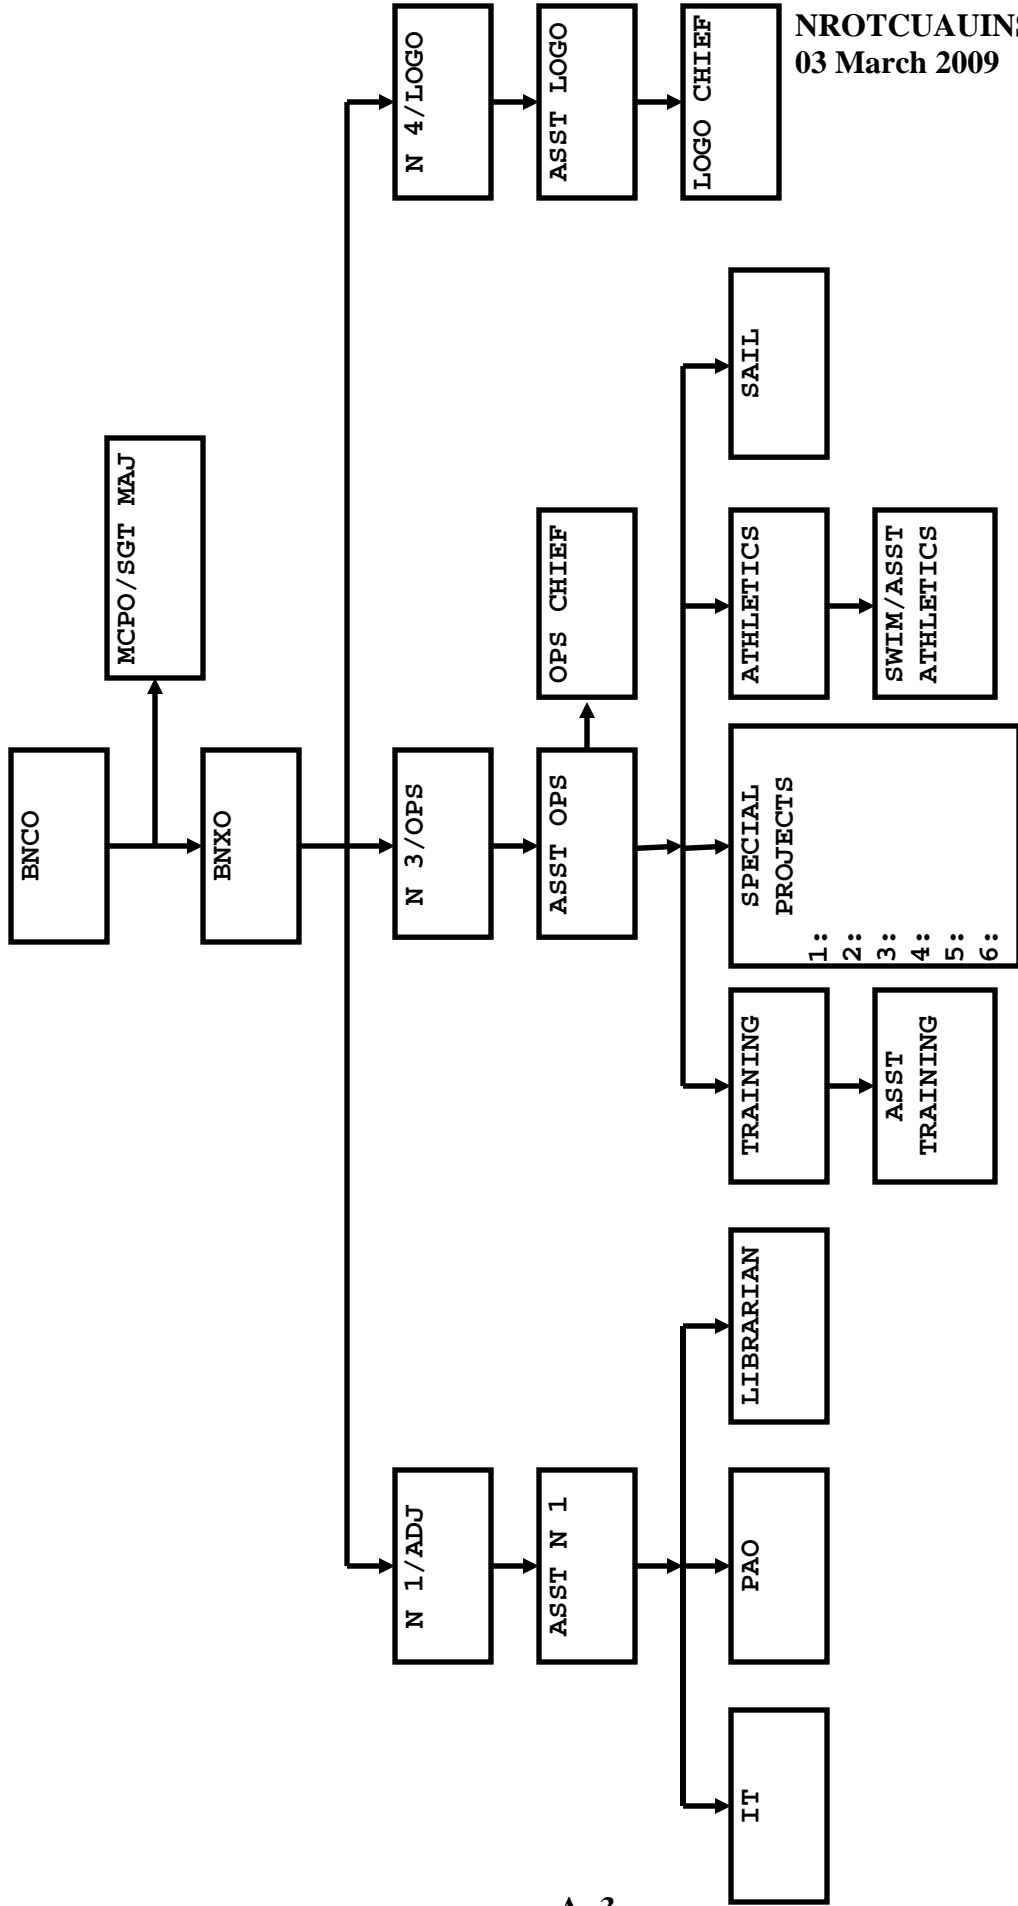 NROTCUAUINS
03 March 2009
BNCO
MCPO/SGT MAJ
BNXO
N 1/ADJ
N 3/OPS
N 4/LOGO
ASST N 1
ASST OPS
OPS CHIEF
ASST LOGO
LOGO CHIEF
IT
PAO
LIBRARIAN
TRAINING
SPECIAL
PROJECTS
1:
2:
3:
4:
5:
6:
ATHLETICS
SAIL
ASST
TRAINING
SWIM/ASST
ATHLETICS